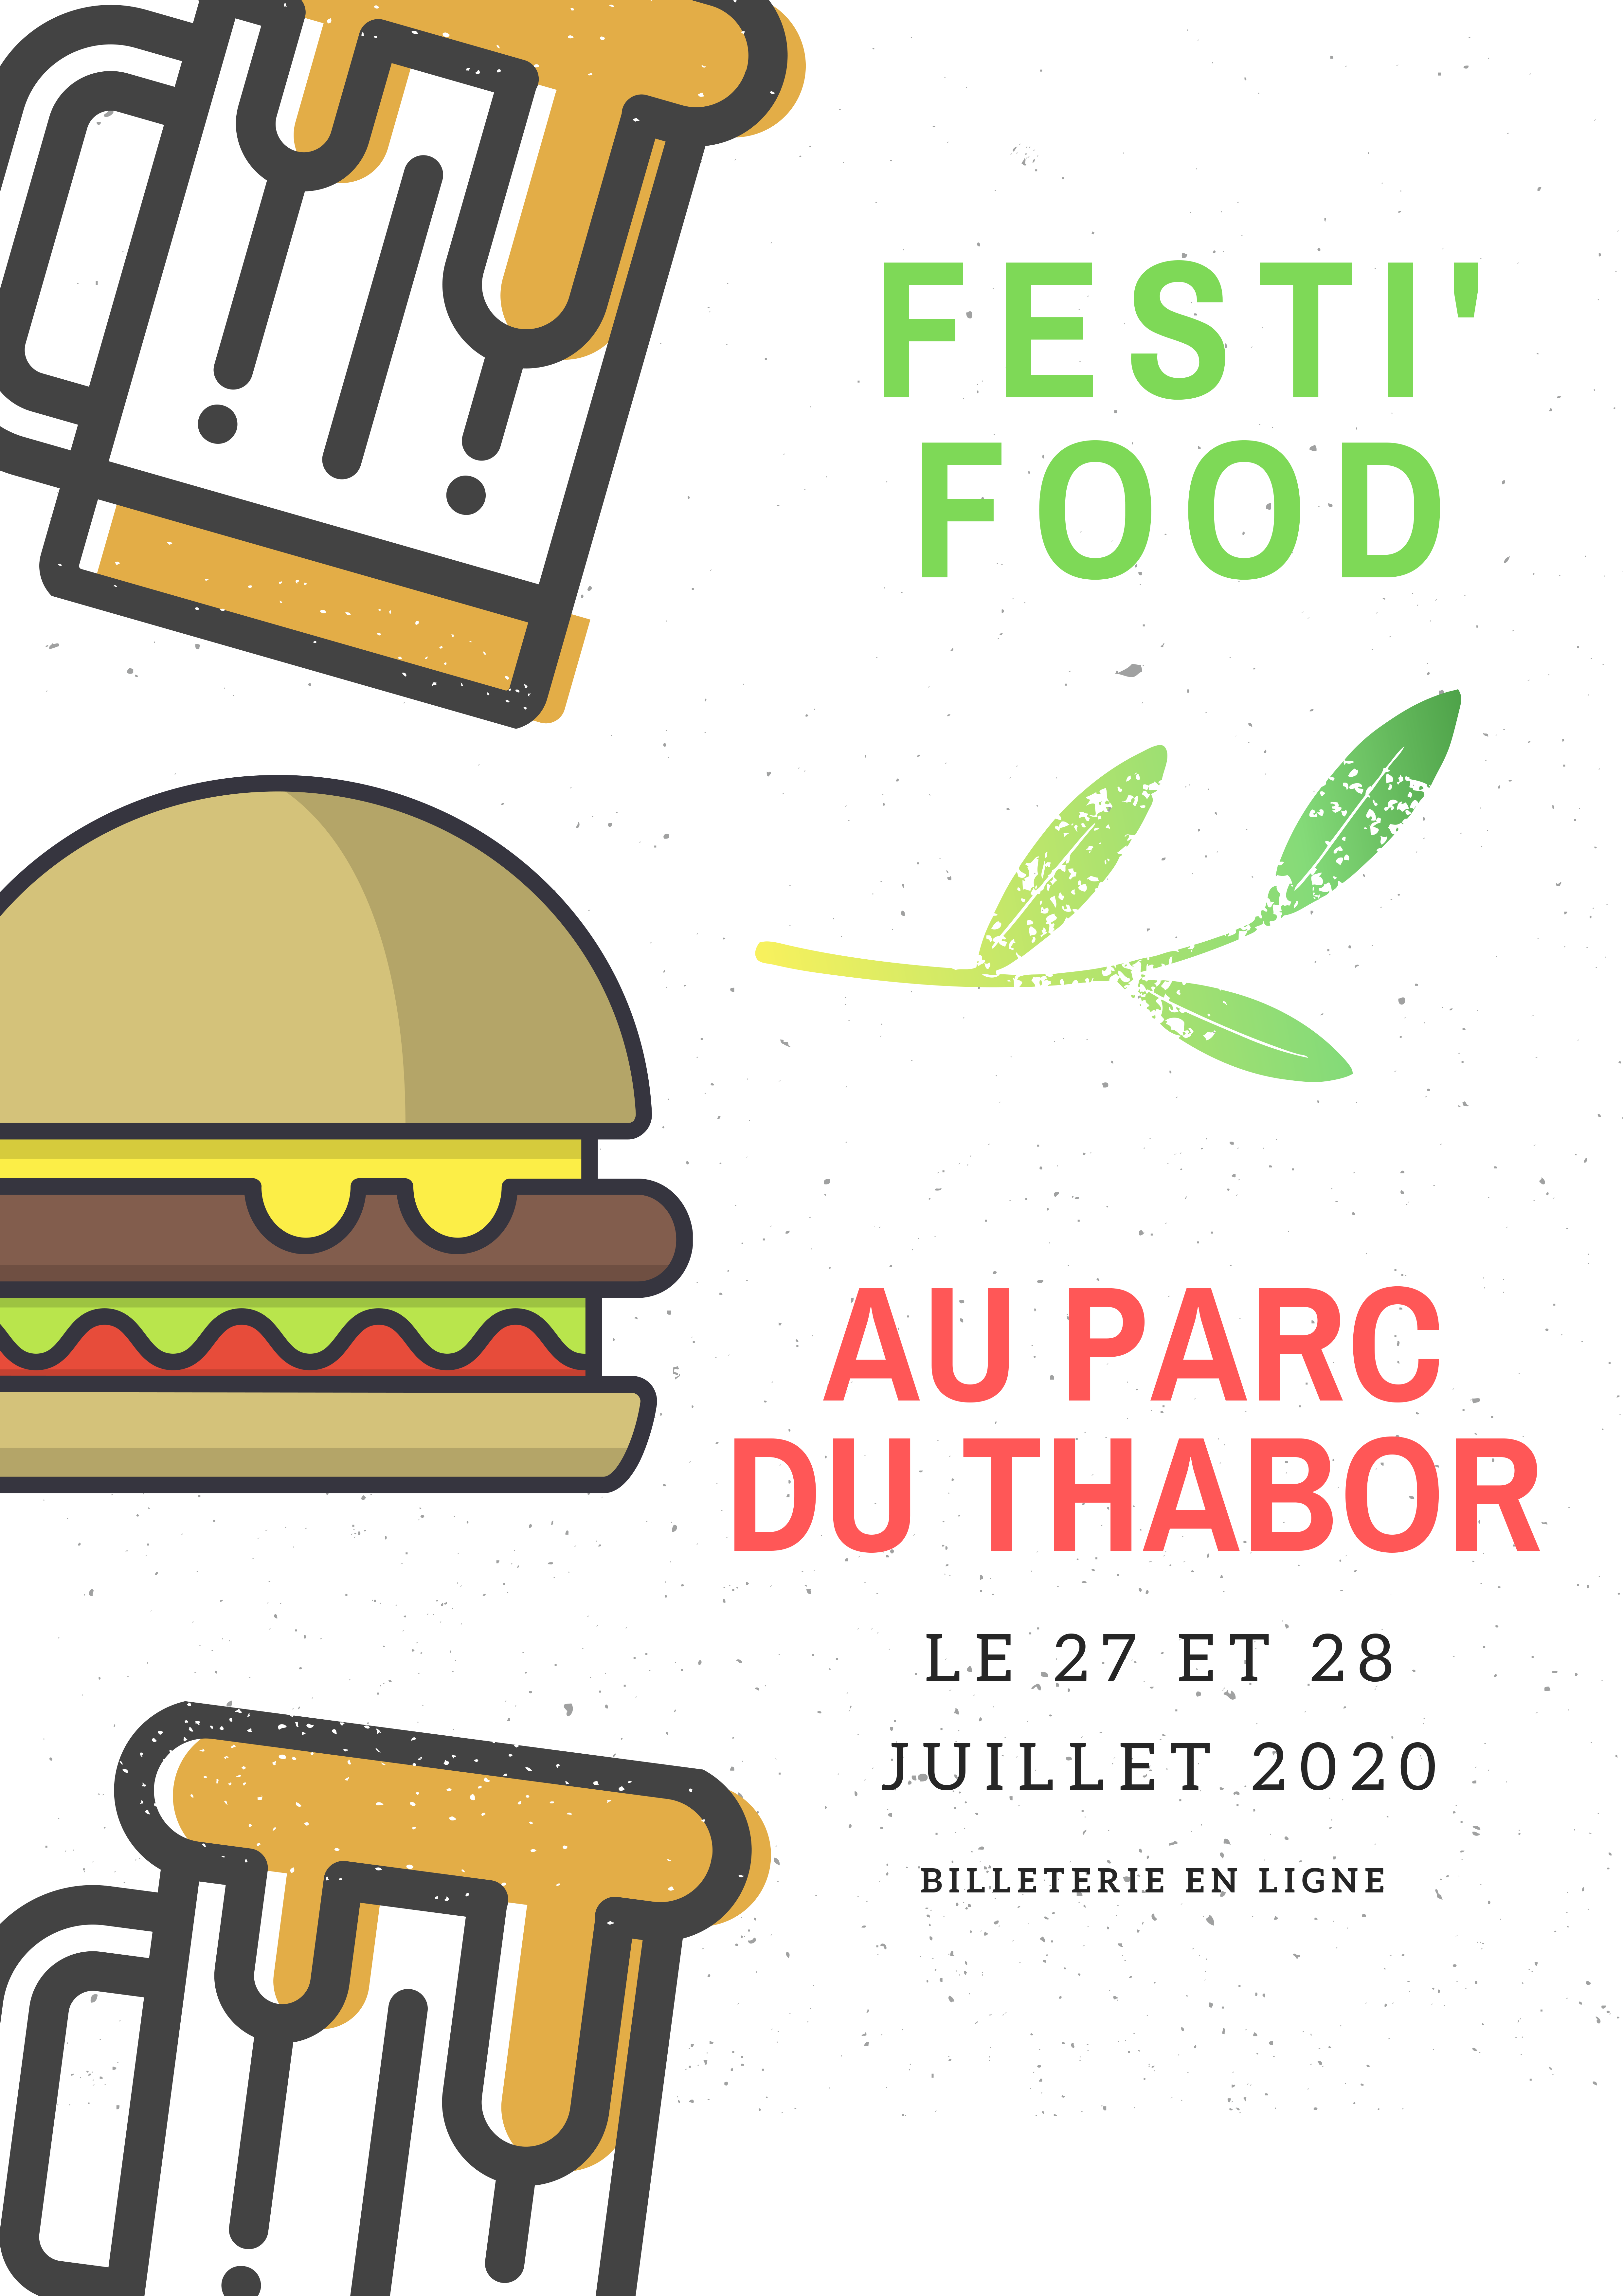 FESTI'
FOOD
AU PARC
DU THABOR
LE 27 ET 28
JUILLET 2020
BILLETERIE EN LIGNE